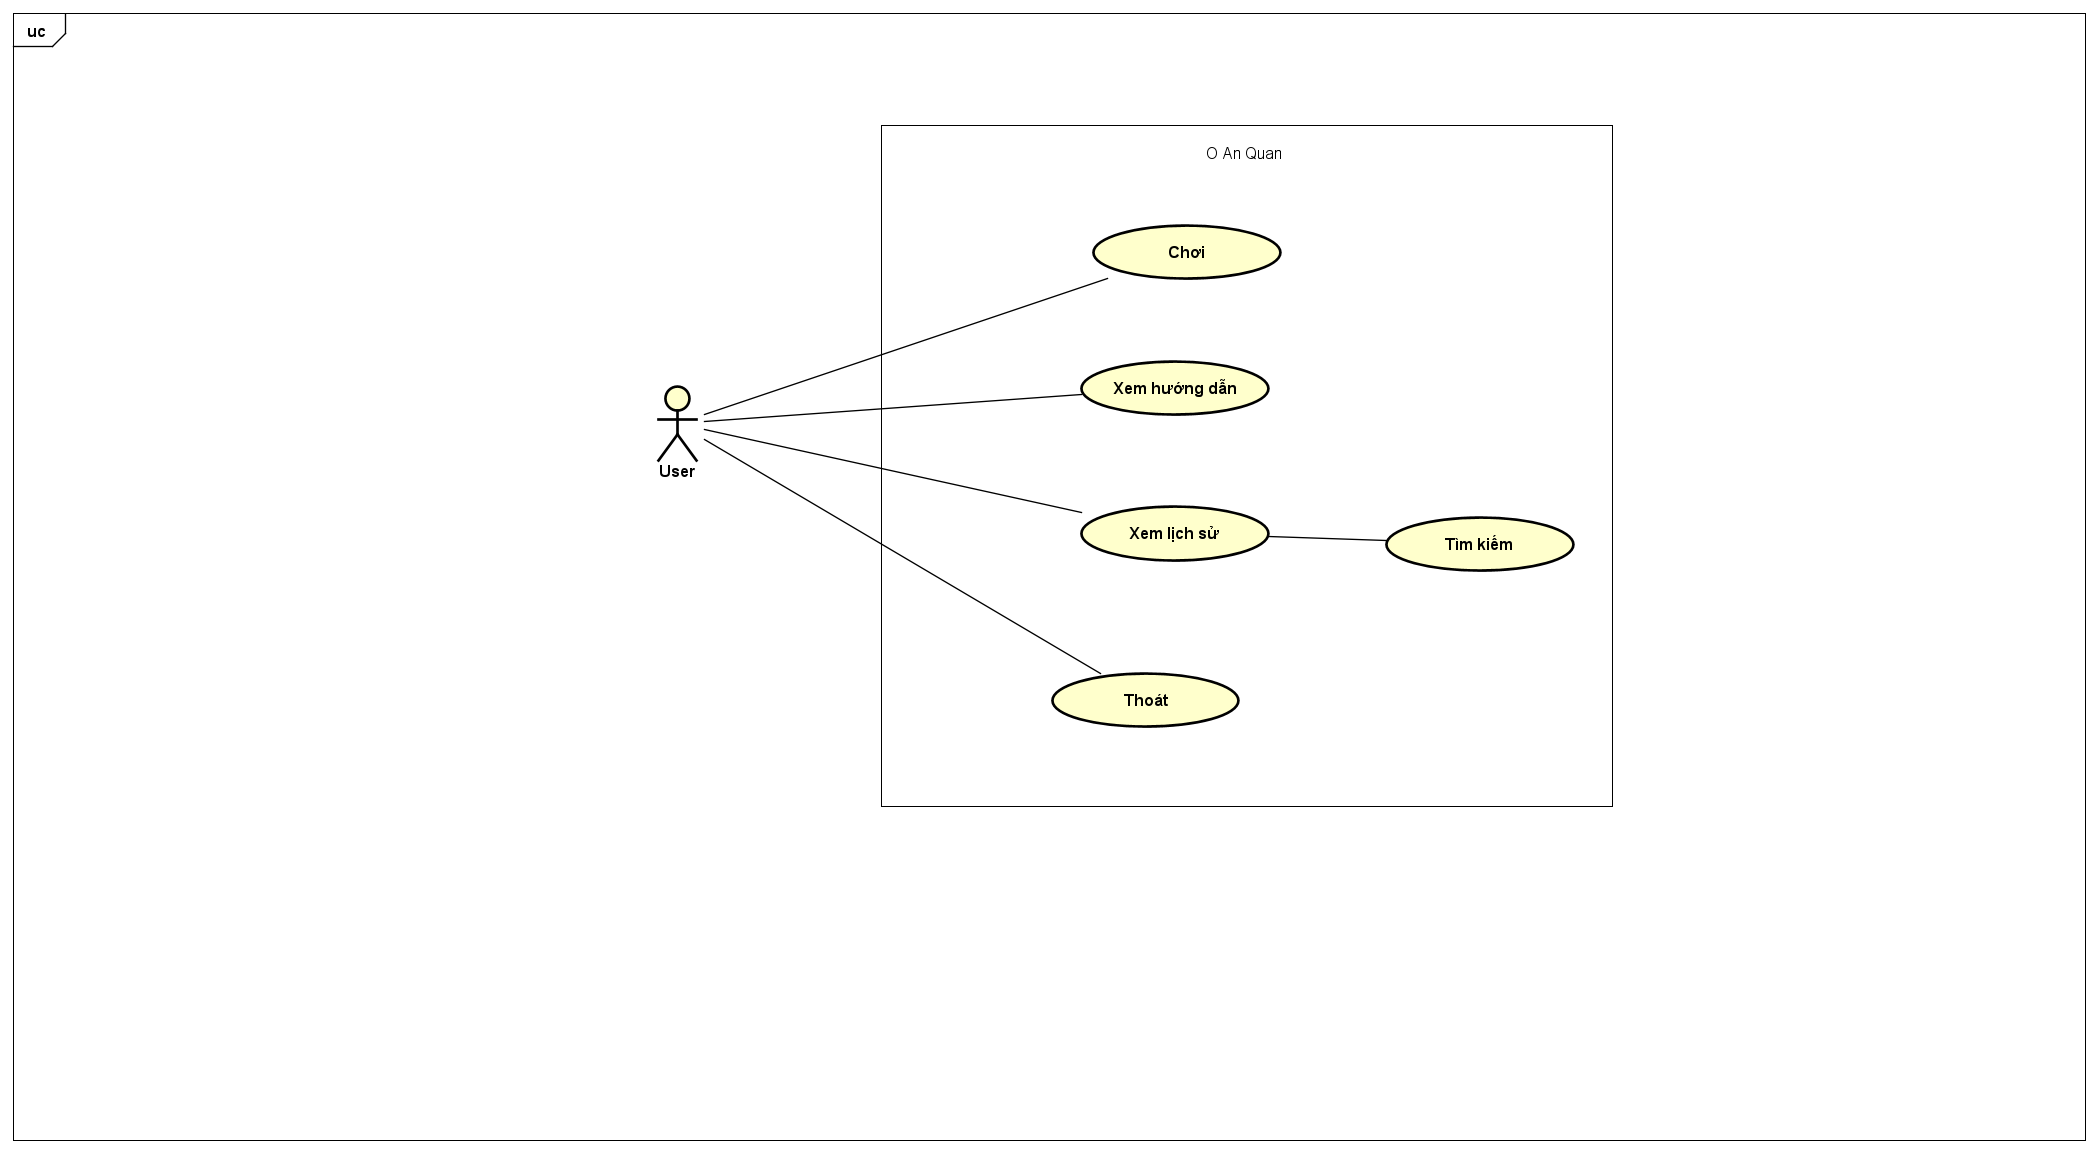 uc
O An Quan
Chơi
Xem hướng dẫn
User
Xem lịch sử
Tìm kiếm
Thoát